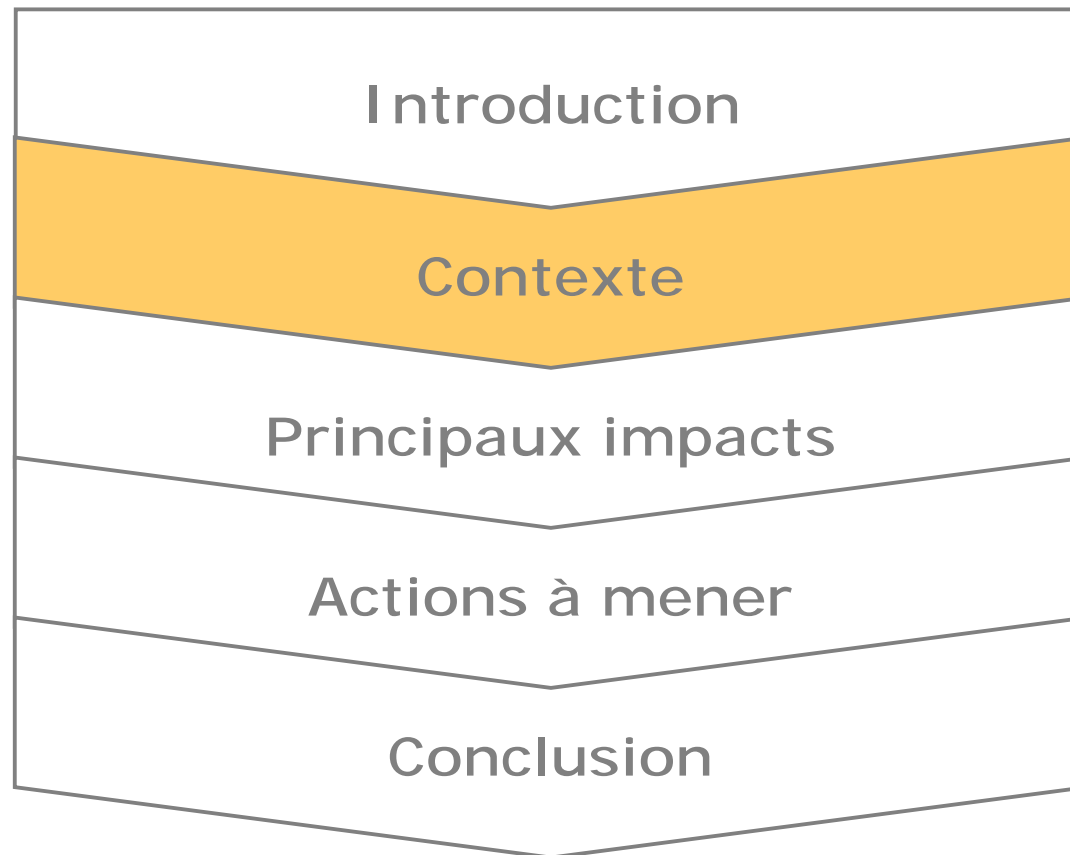 Introduction
Contexte
Principaux impacts
Actions à mener
Conclusion